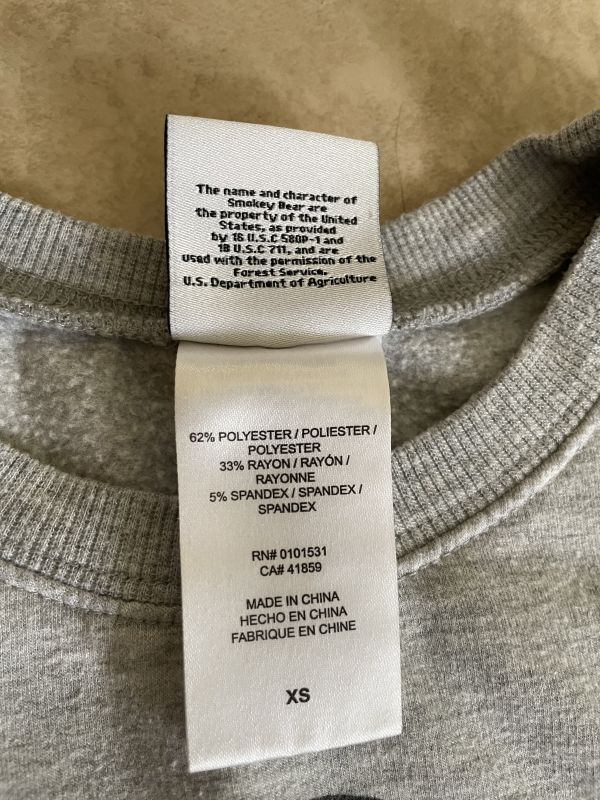 The name and character of
Smokey Bear are
the property of the United
States, as provided
by 16 U.S.C 580P-1 and
18 U.S.C 711, and are
used with the permission of the
Forest Service,
U.S. Department of Agriculture
62% POLYESTER / POLIESTER /
POLYESTER
33% RAYON / RAYÓN /
RAYONNE
5% SPANDEX / SPANDEX /
SPANDEX
RN# 0101531
CA# 41859
MADE IN CHINA
HECHO EN CHINA
FABRIQUE EN CHINE
XS